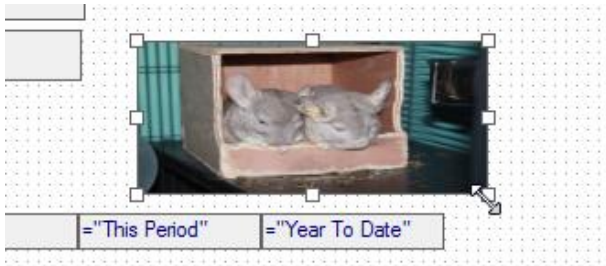 ="This Period" ="Year To Date"